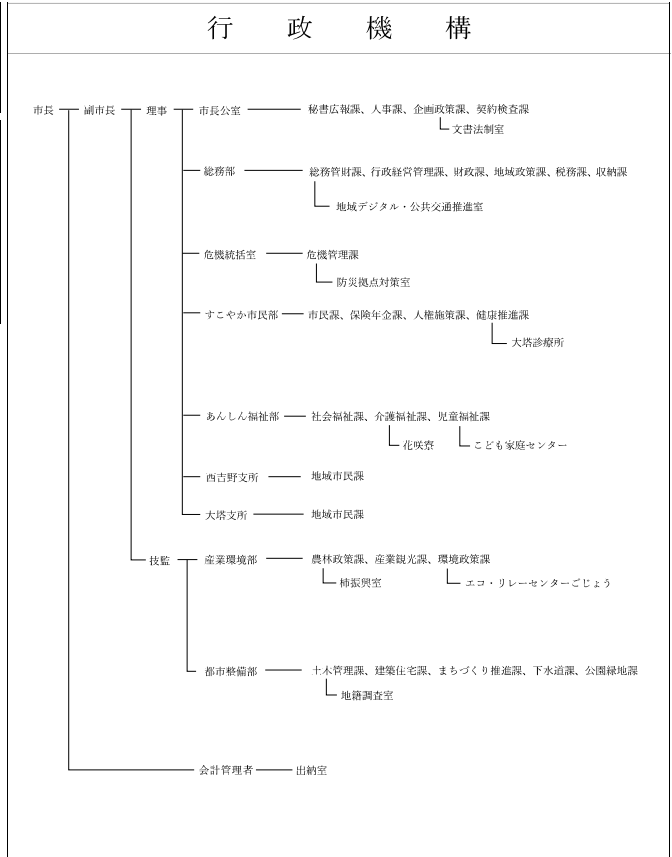 行政機構
市長 副市長 理事 市長公室 秘書広報課、人事課、企画政策課、契約検査課
文書法制室
総務部 総務管財課、行政経営管理課、財政課、地域政策課、税務課、収納課
地域デジタル・公共交通推進室
危機統括室 危機管理課
防災拠点対策室
すこやか市民部 市民課、保険年金課、人権施策課、健康推進課
大塔診療所
あんしん福祉部 社会福祉課、介護福祉課、児童福祉課
花咲寮 こども家庭センター
西吉野支所 地域市民課
大塔支所 地域市民課
技監 産業環境部 農林政策課、産業観光課、環境政策課
柿振興室 エコ・リレーセンターごじょう
都市整備部 土木管理課、建築住宅課、まちづくり推進課、下水道課、公園緑地課
地籍調査室
会計管理者 出納室